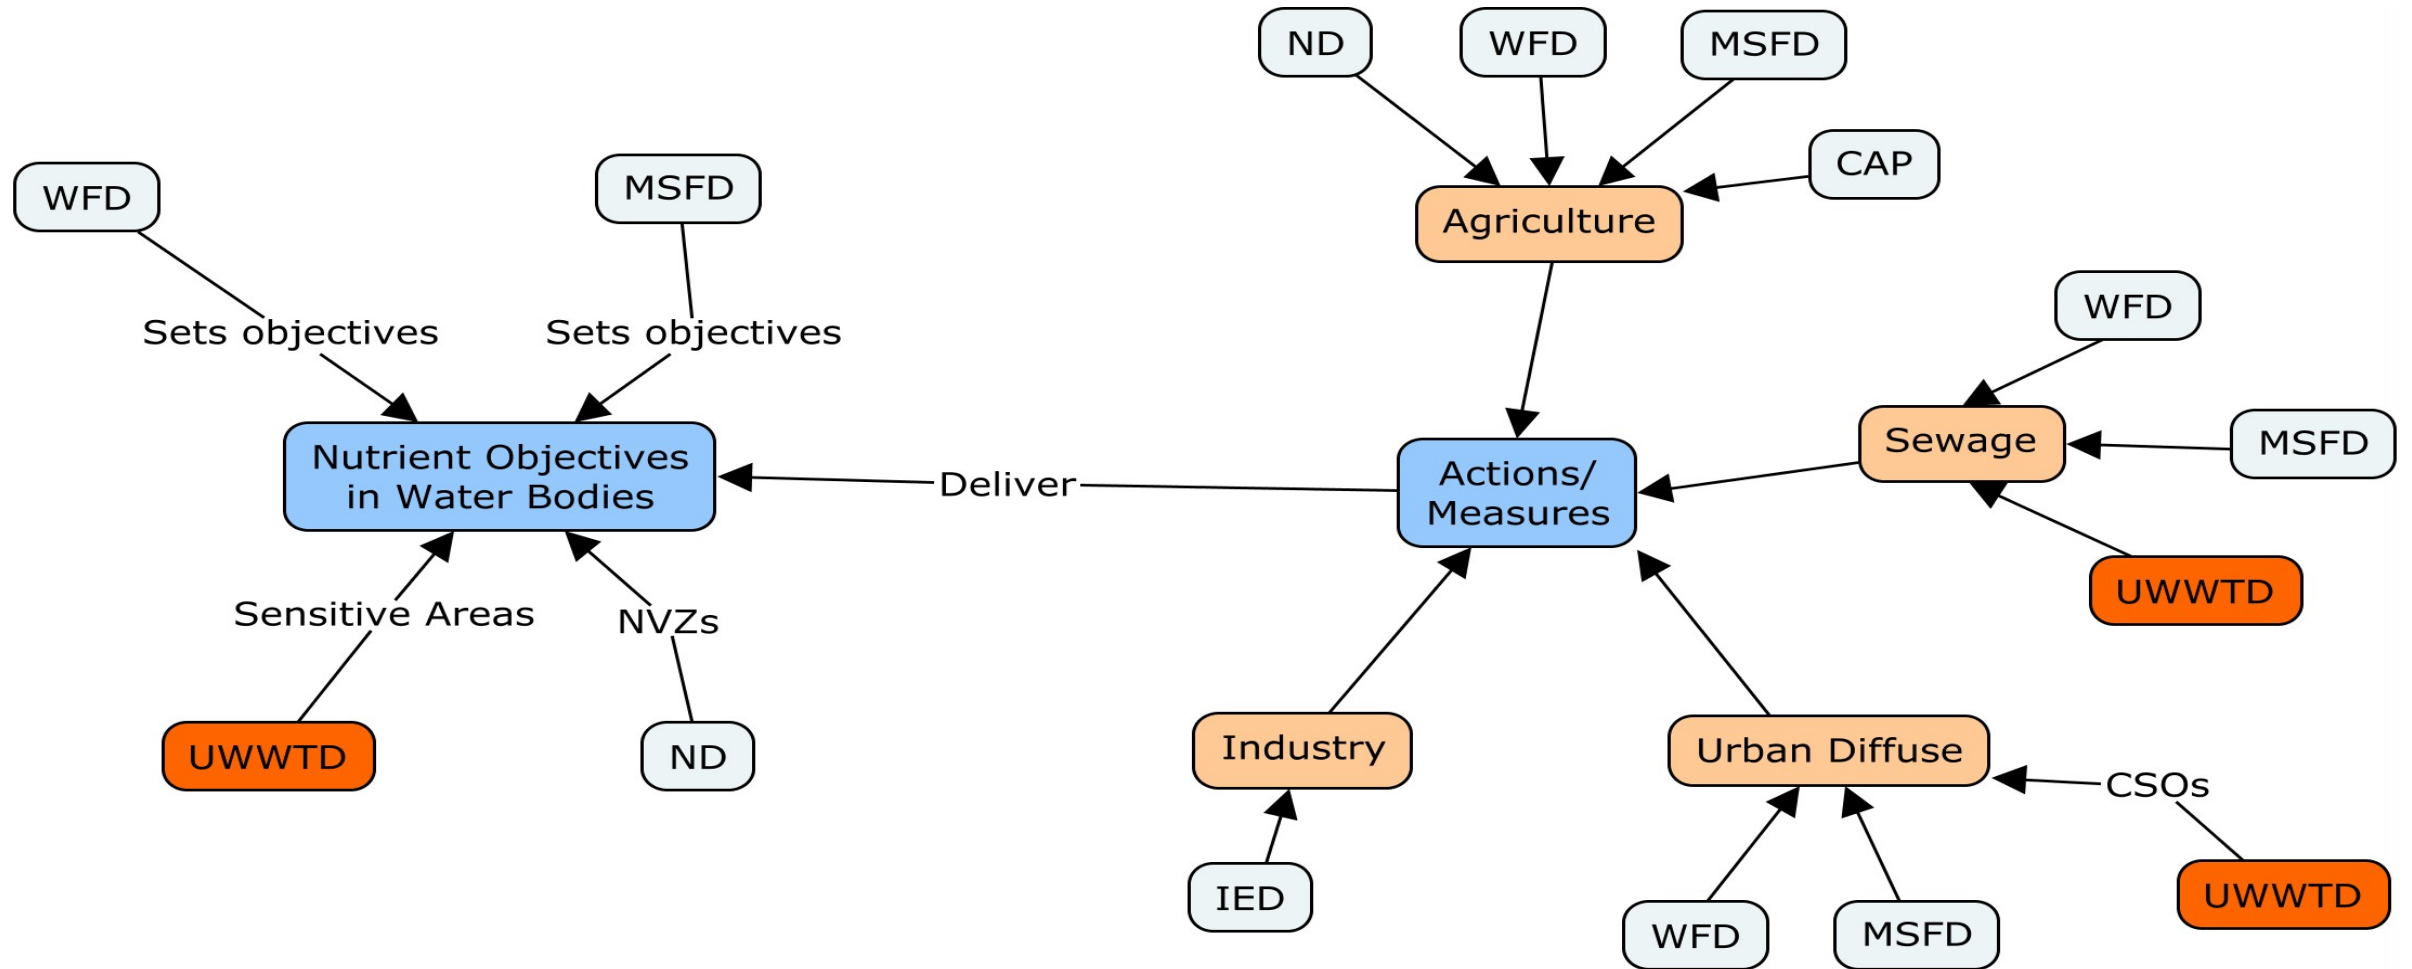 ND
WFD
MSFD
CAP
WFD
MSFD
Agriculture
WFD
Sets objectives
Sets objectives
Nutrient Objectives
in Water Bodies
Deliver
Actions/
Measures
Sewage
MSFD
UWWTD
Sensitive Areas
NVZs
UWWTD
ND
Industry
Urban Diffuse
CSOs
IED
WFD
MSFD
UWWTD